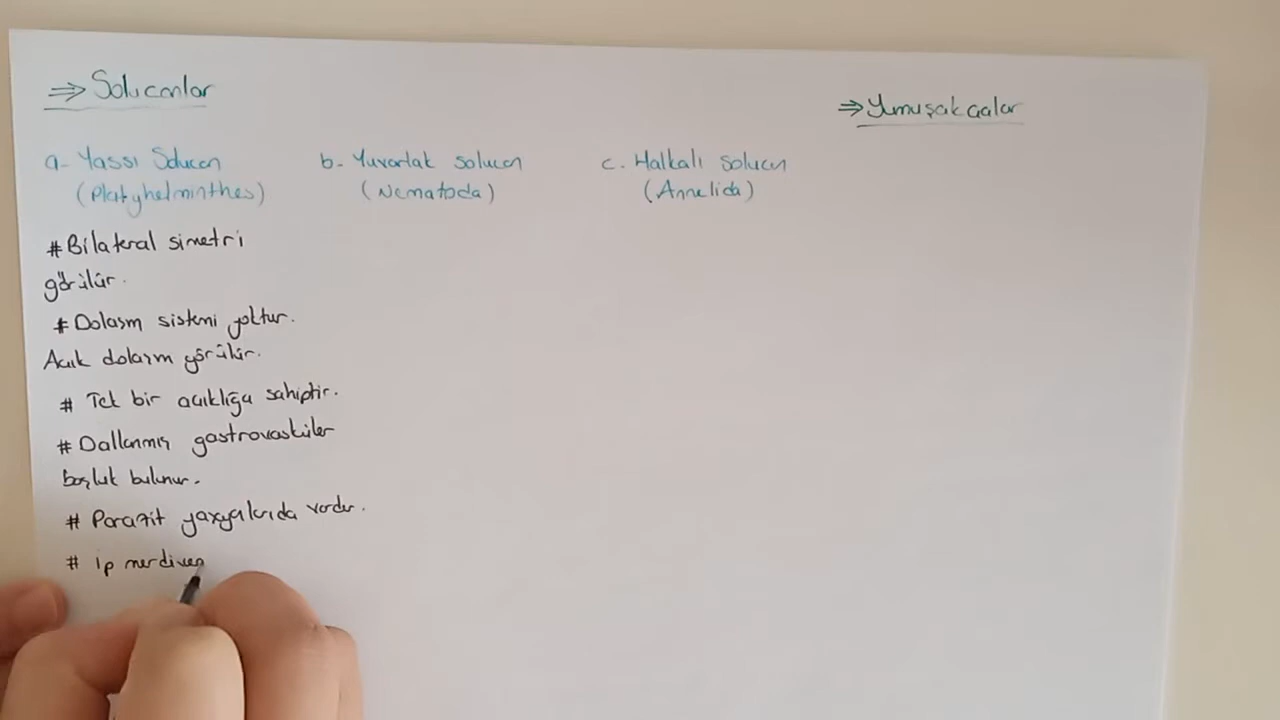 ⇒ Solucanlar
⇒ Yumuşakçalar
a- Yassı Solucan
(Platyhelminthes)
b- Yuvarlak solucan
(Nematoda)
c. Halkalı solucan
(Annelida)
# Bilateral simetri
görülür.
# Dolaşım sistemi yoktur.
Açık dolaşım görülür.
# Tek bir açıklığa sahiptir.
# Dallanmış gastrovasküler
boşluk bulunur.
# Parazit yaşayanlarıda vardır.
# ip merdiven